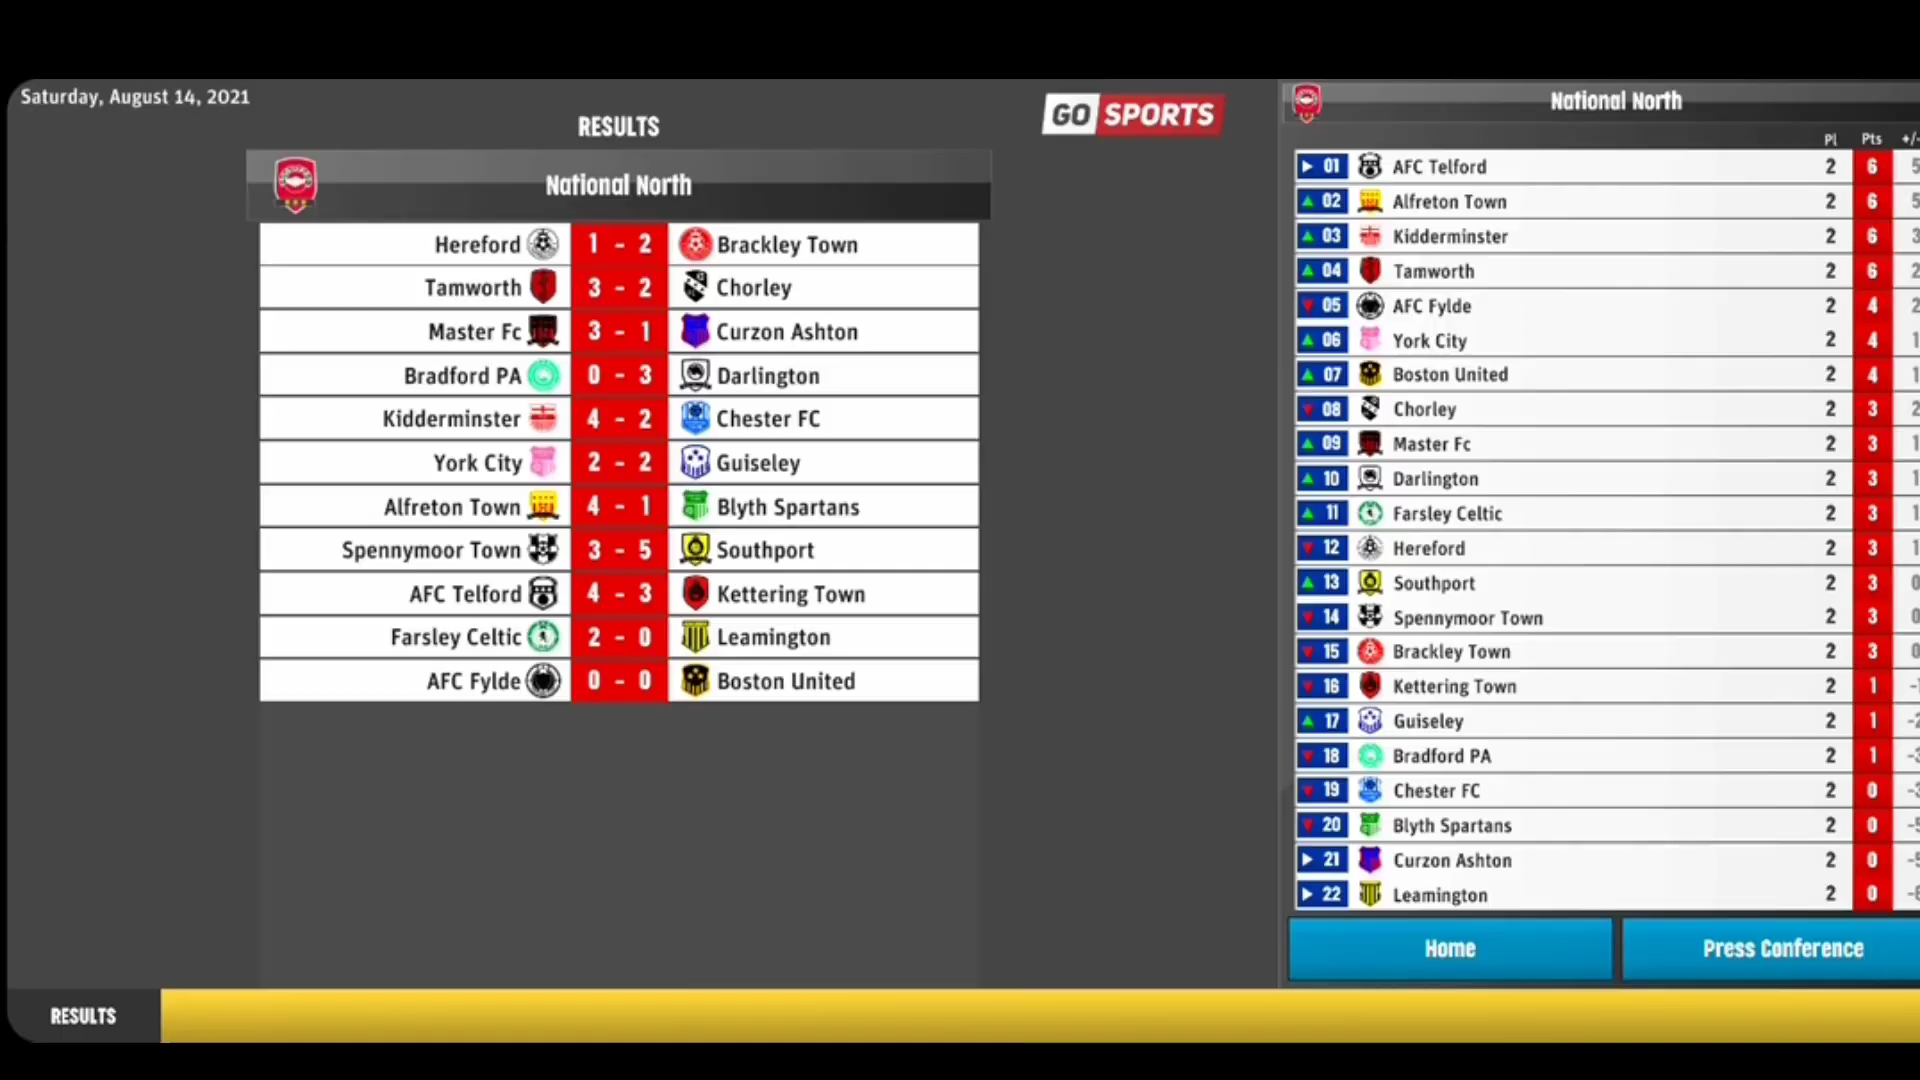 Saturday, August 14, 2021
RESULTS
GO SPORTS
National North
Hereford 1 - 2 Brackley Town
Tamworth 3 - 2 Chorley
Master Fc 3 - 1 Curzon Ashton
Bradford PA 0 - 3 Darlington
Kidderminster 4 - 2 Chester FC
York City 2 - 2 Guiseley
Alfreton Town 4 - 1 Blyth Spartans
Spennymoor Town 3 - 5 Southport
AFC Telford 4 - 3 Kettering Town
Farsley Celtic 2 - 0 Leamington
AFC Fylde 0 - 0 Boston United
National North
Pl Pts +/-
01 AFC Telford 2 6 5
02 Alfreton Town 2 6 5
03 Kidderminster 2 6 3
04 Tamworth 2 6 2
05 AFC Fylde 2 4 2
06 York City 2 4 1
07 Boston United 2 4 1
08 Chorley 2 3 2
09 Master Fc 2 3 1
10 Darlington 2 3 1
11 Farsley Celtic 2 3 1
12 Hereford 2 3 1
13 Southport 2 3 0
14 Spennymoor Town 2 3 0
15 Brackley Town 2 3 0
16 Kettering Town 2 1 -1
17 Guiseley 2 1 -2
18 Bradford PA 2 1 -3
19 Chester FC 2 0 -3
20 Blyth Spartans 2 0 -5
21 Curzon Ashton 2 0 -5
22 Leamington 2 0 -6
Home
Press Conference
RESULTS